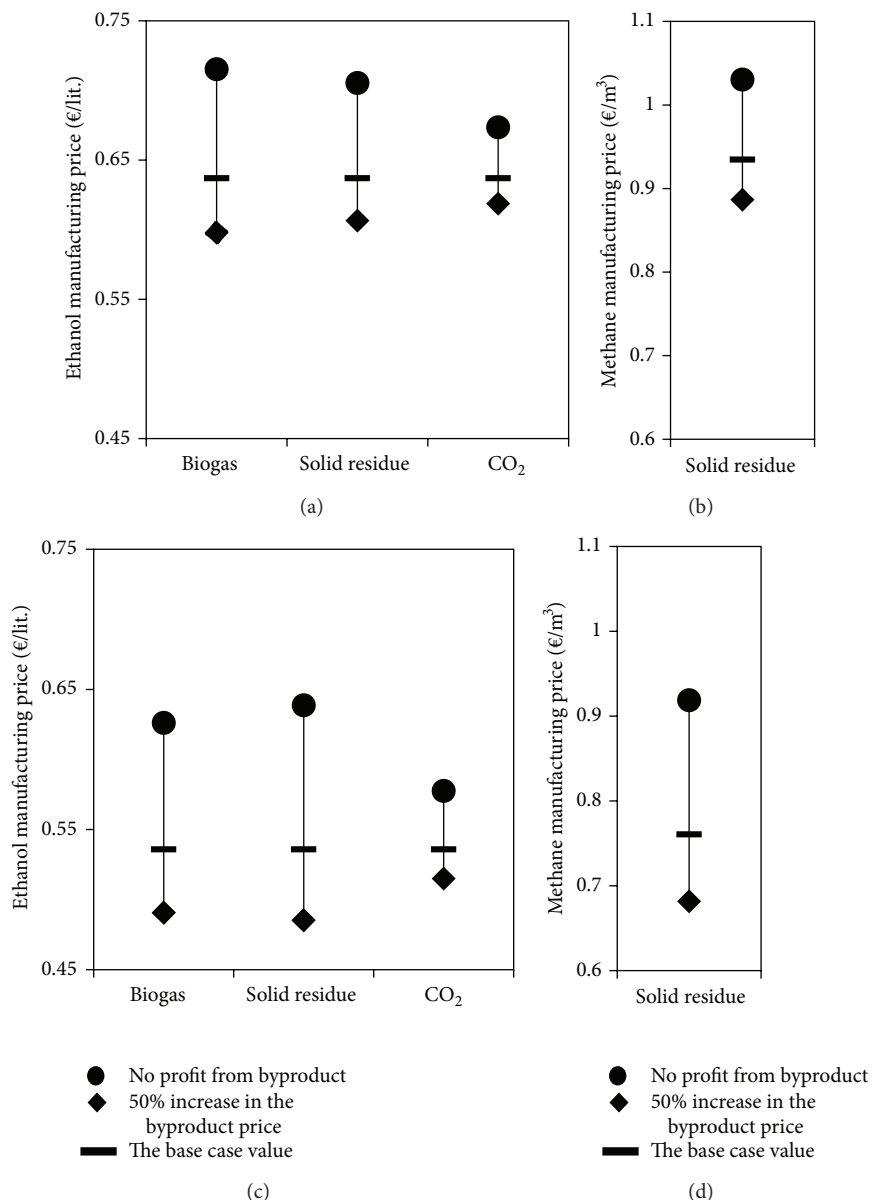 Ethanol manufacturing price (€/lit.)
0.75
0.65
0.55
0.45
Biogas
Solid residue
CO₂
(a)
Methane manufacturing price (€/m³)
1.1
1
0.9
0.8
0.7
0.6
Solid residue
(b)
Ethanol manufacturing price (€/lit.)
0.75
0.65
0.55
0.45
Biogas
Solid residue
CO₂
No profit from byproduct
50% increase in the
byproduct price
The base case value
(c)
Methane manufacturing price (€/m³)
1.1
1
0.9
0.8
0.7
0.6
Solid residue
No profit from byproduct
50% increase in the
byproduct price
The base case value
(d)